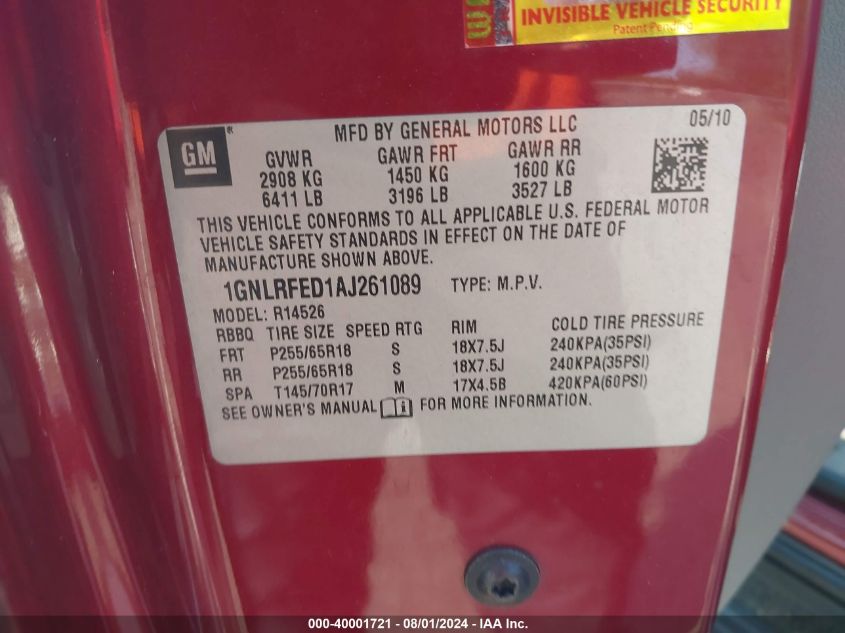 INVISIBLE VEHICLE SECURITY
Patent Pending
GM
MFD BY GENERAL MOTORS LLC 05/10
GVWR GAWR FRT GAWR RR
2908 KG 1450 KG 1600 KG
6411 LB 3196 LB 3527 LB
THIS VEHICLE CONFORMS TO ALL APPLICABLE U.S. FEDERAL MOTOR
VEHICLE SAFETY STANDARDS IN EFFECT ON THE DATE OF
MANUFACTURE SHOWN ABOVE.
1GNLRFED1AJ261089 TYPE: M.P.V.
MODEL: R14526
RBBQ TIRE SIZE SPEED RTG RIM COLD TIRE PRESSURE
FRT P255/65R18 S 18X7.5J 240KPA(35PSI)
RR P255/65R18 S 18X7.5J 240KPA(35PSI)
SPA T145/70R17 M 17X4.5B 420KPA(60PSI)
SEE OWNER'S MANUAL FOR MORE INFORMATION.
000-40001721 - 08/01/2024 - IAA Inc.